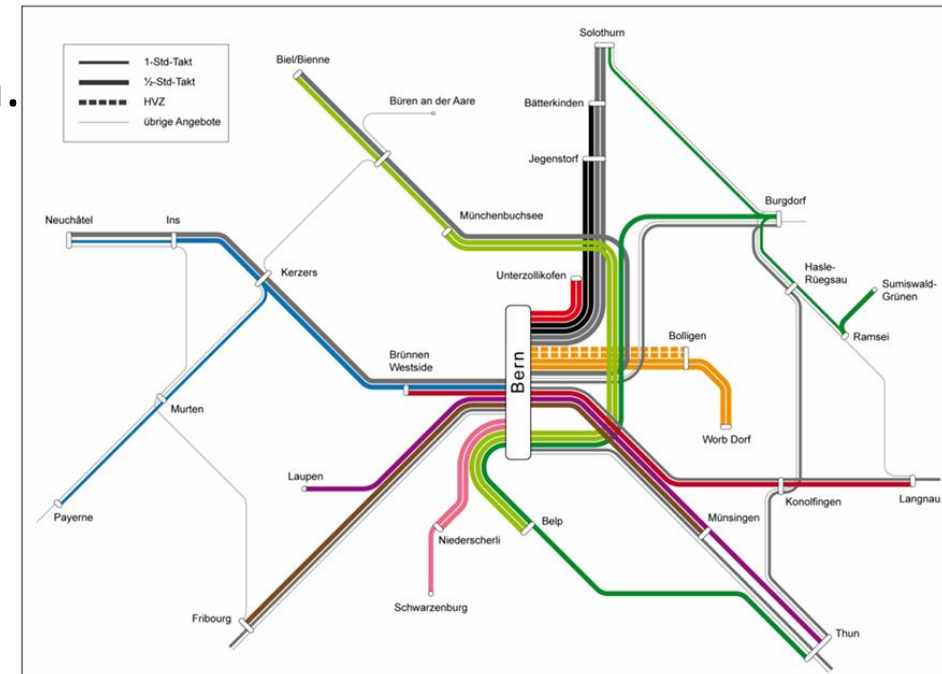 Solothurn
1-Std-Takt
½-Std-Takt
HVZ
übrige Angebote
Biel/Bienne
Büren an der Aare
Bätterkinden
Jegenstorf
Burgdorf
Neuchâtel
Ins
Münchenbuchsee
Kerzers
Unterzollikofen
Hasle-
Rüegsau
Sumiswald-
Grünen
Ramsei
Bern
Bolligen
Brünnen
Westside
Murten
Worb Dorf
Laupen
Payerne
Konolfingen
Langnau
Niederscherli
Belp
Münsingen
Schwarzenburg
Fribourg
Thun